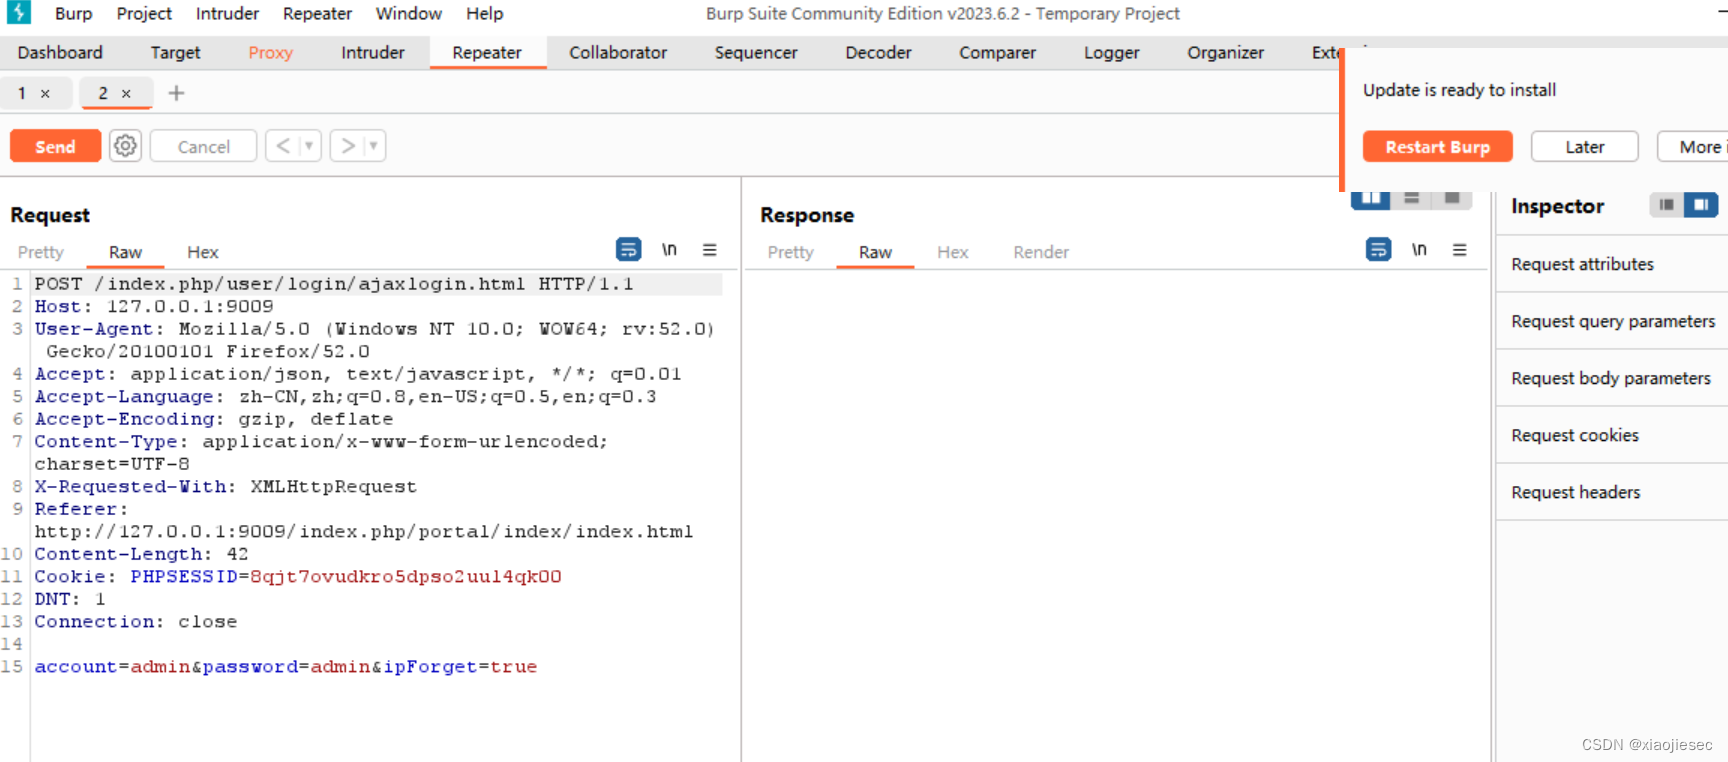 Burp Project Intruder Repeater Window Help Burp Suite Community Edition v2023.6.2 - Temporary Project
Dashboard Target Proxy Intruder Repeater Collaborator Sequencer Decoder Comparer Logger Organizer
1 × 2 × +
Update is ready to install
Send Cancel < > Restart Burp Later More
Request Response Inspector
Pretty Raw Hex \n Pretty Raw Hex Render \n
Request attributes
Request query parameters
Request body parameters
Request cookies
Request headers
1 POST /index.php/user/login/ajaxlogin.html HTTP/1.1
2 Host: 127.0.0.1:9009
3 User-Agent: Mozilla/5.0 (Windows NT 10.0; WOW64; rv:52.0)
Gecko/20100101 Firefox/52.0
4 Accept: application/json, text/javascript, */*; q=0.01
5 Accept-Language: zh-CN,zh;q=0.8,en-US;q=0.5,en;q=0.3
6 Accept-Encoding: gzip, deflate
7 Content-Type: application/x-www-form-urlencoded;
charset=UTF-8
8 X-Requested-With: XMLHttpRequest
9 Referer:
http://127.0.0.1:9009/index.php/portal/index/index.html
10 Content-Length: 42
11 Cookie: PHPSESSID=8qjt7ovudkro5dpso2uul4qk00
12 DNT: 1
13 Connection: close
14
15 account=admin&password=admin&ipForget=true
CSDN @xiaojiesec